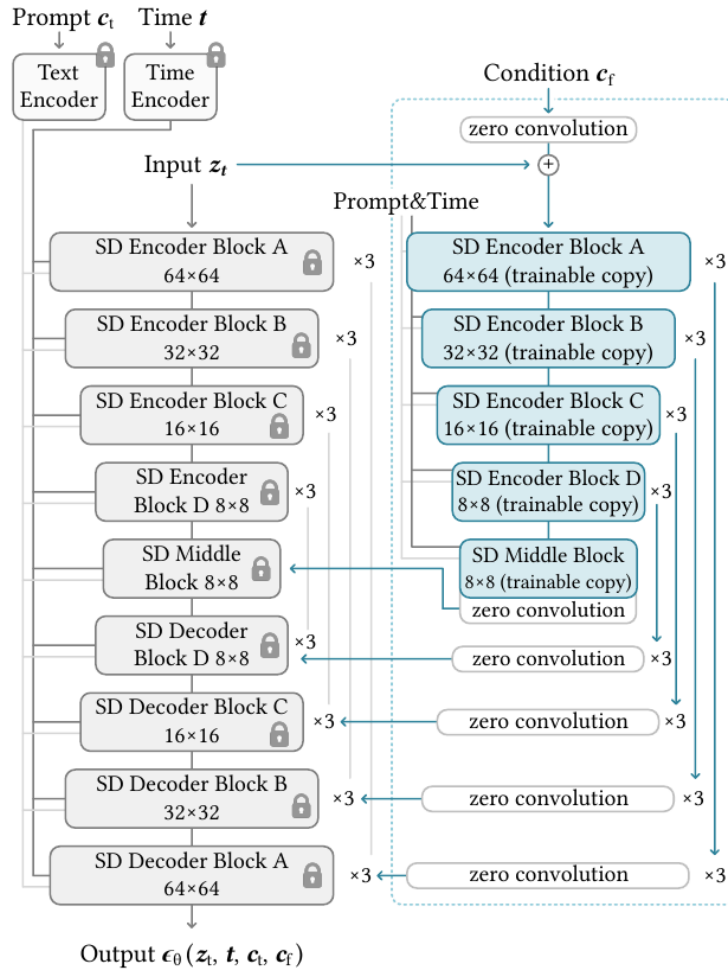 Prompt cₜ
Time t
Text
Encoder
Time
Encoder
Input zₜ
SD Encoder Block A
64×64
×3
SD Encoder Block B
32×32
×3
SD Encoder Block C
16×16
×3
SD Encoder
Block D 8×8
×3
SD Middle
Block 8×8
SD Decoder
Block D 8×8
×3
SD Decoder Block C
16×16
×3
SD Decoder Block B
32×32
×3
SD Decoder Block A
64×64
×3
Output ϵθ(zₜ, t, cₜ, c_f)
Condition c_f
zero convolution
+
Prompt&Time
SD Encoder Block A
64×64 (trainable copy)
×3
SD Encoder Block B
32×32 (trainable copy)
×3
SD Encoder Block C
16×16 (trainable copy)
×3
SD Encoder Block D
8×8 (trainable copy)
×3
SD Middle Block
8×8 (trainable copy)
zero convolution
zero convolution
×3
zero convolution
×3
zero convolution
×3
zero convolution
×3